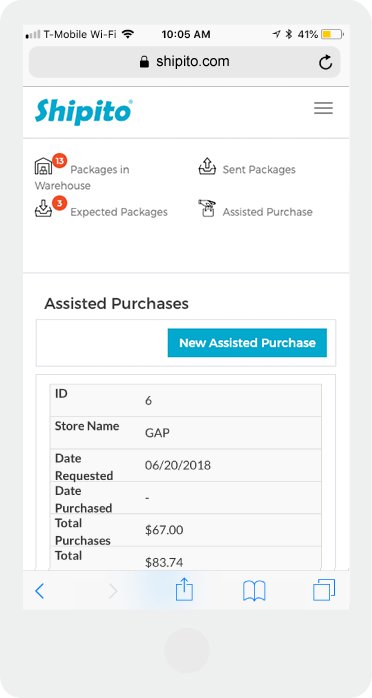 T-Mobile Wi-Fi 10:05 AM 41%
shipito.com
Shipito
13
Packages in
Warehouse
Sent Packages
3
Expected Packages
Assisted Purchase
Assisted Purchases
New Assisted Purchase
ID
6
Store Name
GAP
Date
Requested
06/20/2018
Date
Purchased
-
Total
Purchases
$67.00
Total
$83.74